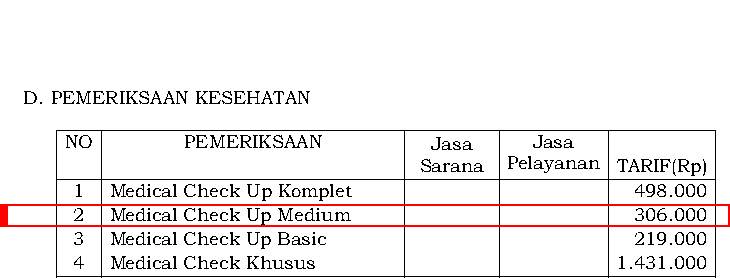 D. PEMERIKSAAN KESEHATAN
NO PEMERIKSAAN Jasa Sarana Jasa Pelayanan TARIF(Rp)
1 Medical Check Up Komplet 498.000
2 Medical Check Up Medium 306.000
3 Medical Check Up Basic 219.000
4 Medical Check Khusus 1.431.000